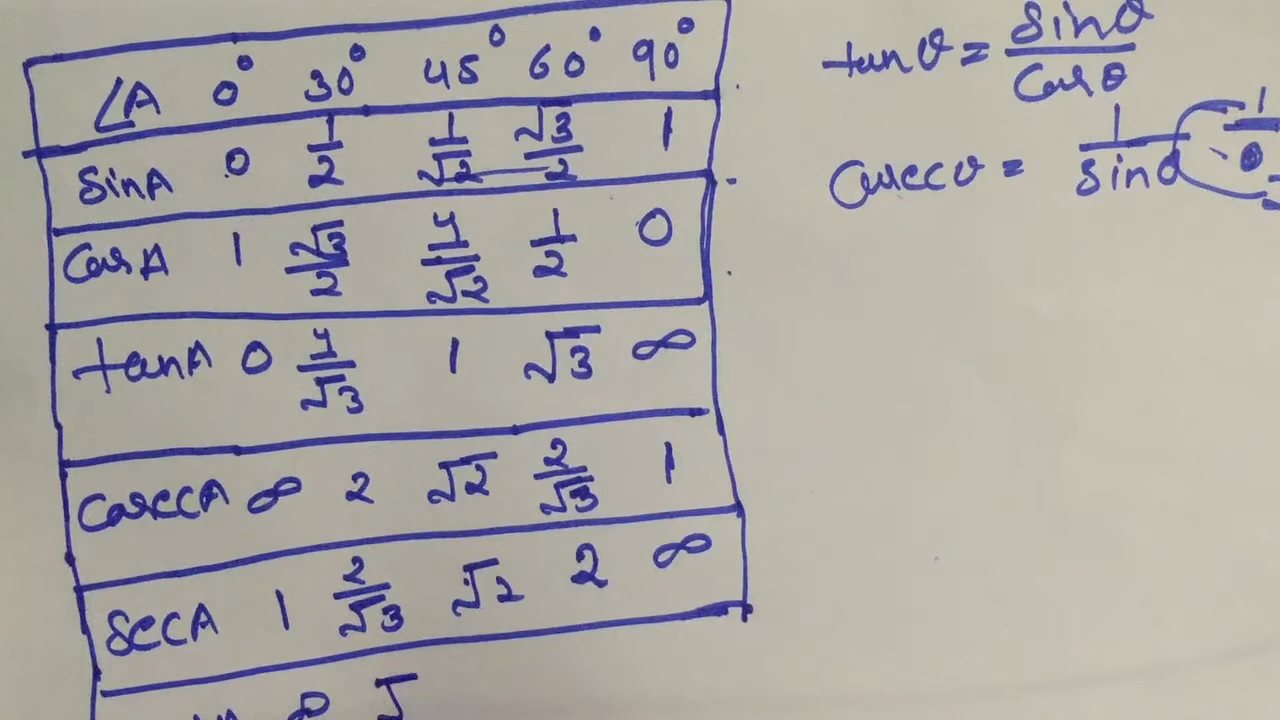 ∠A 0° 30° 45° 60° 90°
sinA 0 1/2 1/√2 √3/2 1
cosA 1 √3/2 1/√2 1/2 0
tanA 0 1/√3 1 √3 ∞
cosecA ∞ 2 √2 2/√3 1
secA 1 2/√3 √2 2 ∞
∞ √
tanθ = sinθ/cosθ
cosecθ = 1/sinθ 1/0